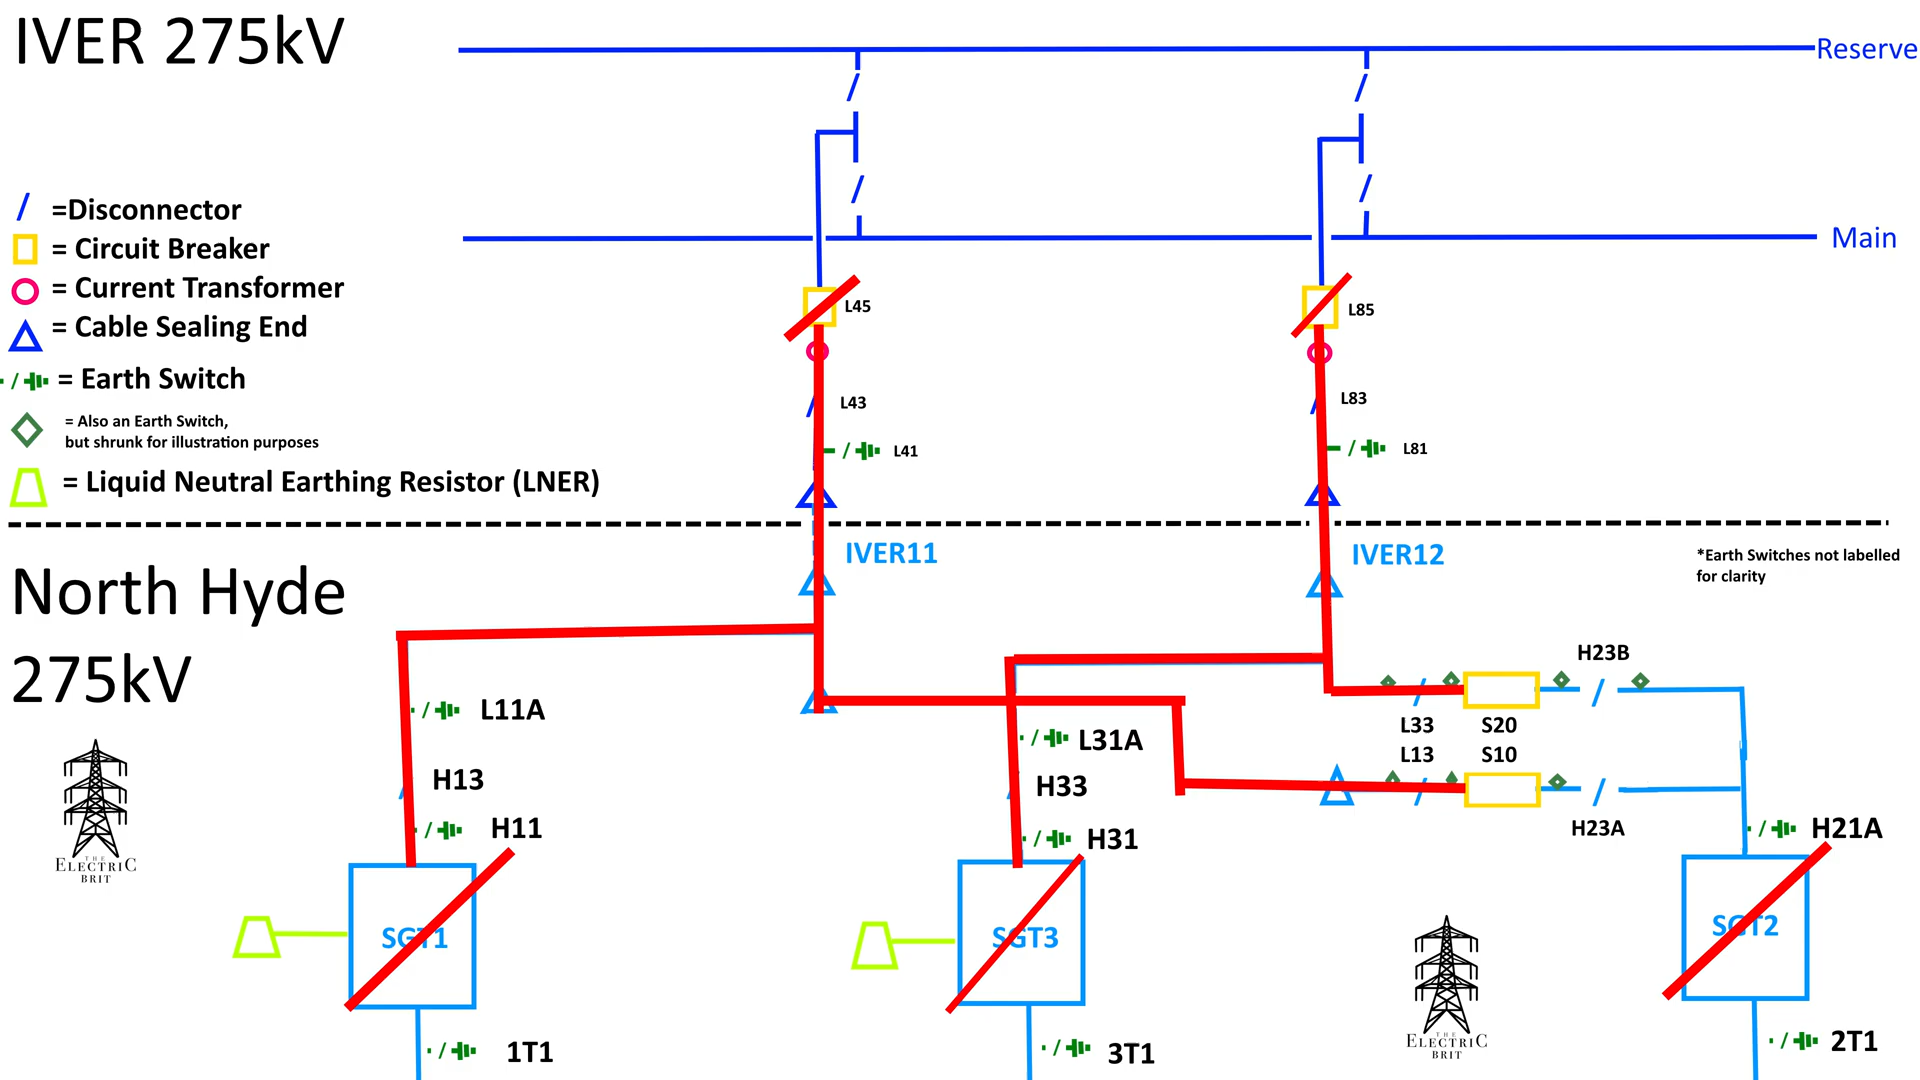 IVER 275kV
Reserve
Main
=Disconnector
= Circuit Breaker
= Current Transformer
= Cable Sealing End
= Earth Switch
= Also an Earth Switch,
but shrunk for illustration purposes
= Liquid Neutral Earthing Resistor (LNER)
L45
L85
L43
L83
L41
L81
IVER11
IVER12
*Earth Switches not labelled
for clarity
North Hyde
275kV
H23B
L11A
L31A
L33
S20
L13
S10
H13
H33
H23A
H11
H31
H21A
THE
ELECTRIC
BRIT
SGT1
SGT3
SGT2
THE
ELECTRIC
BRIT
1T1
3T1
2T1